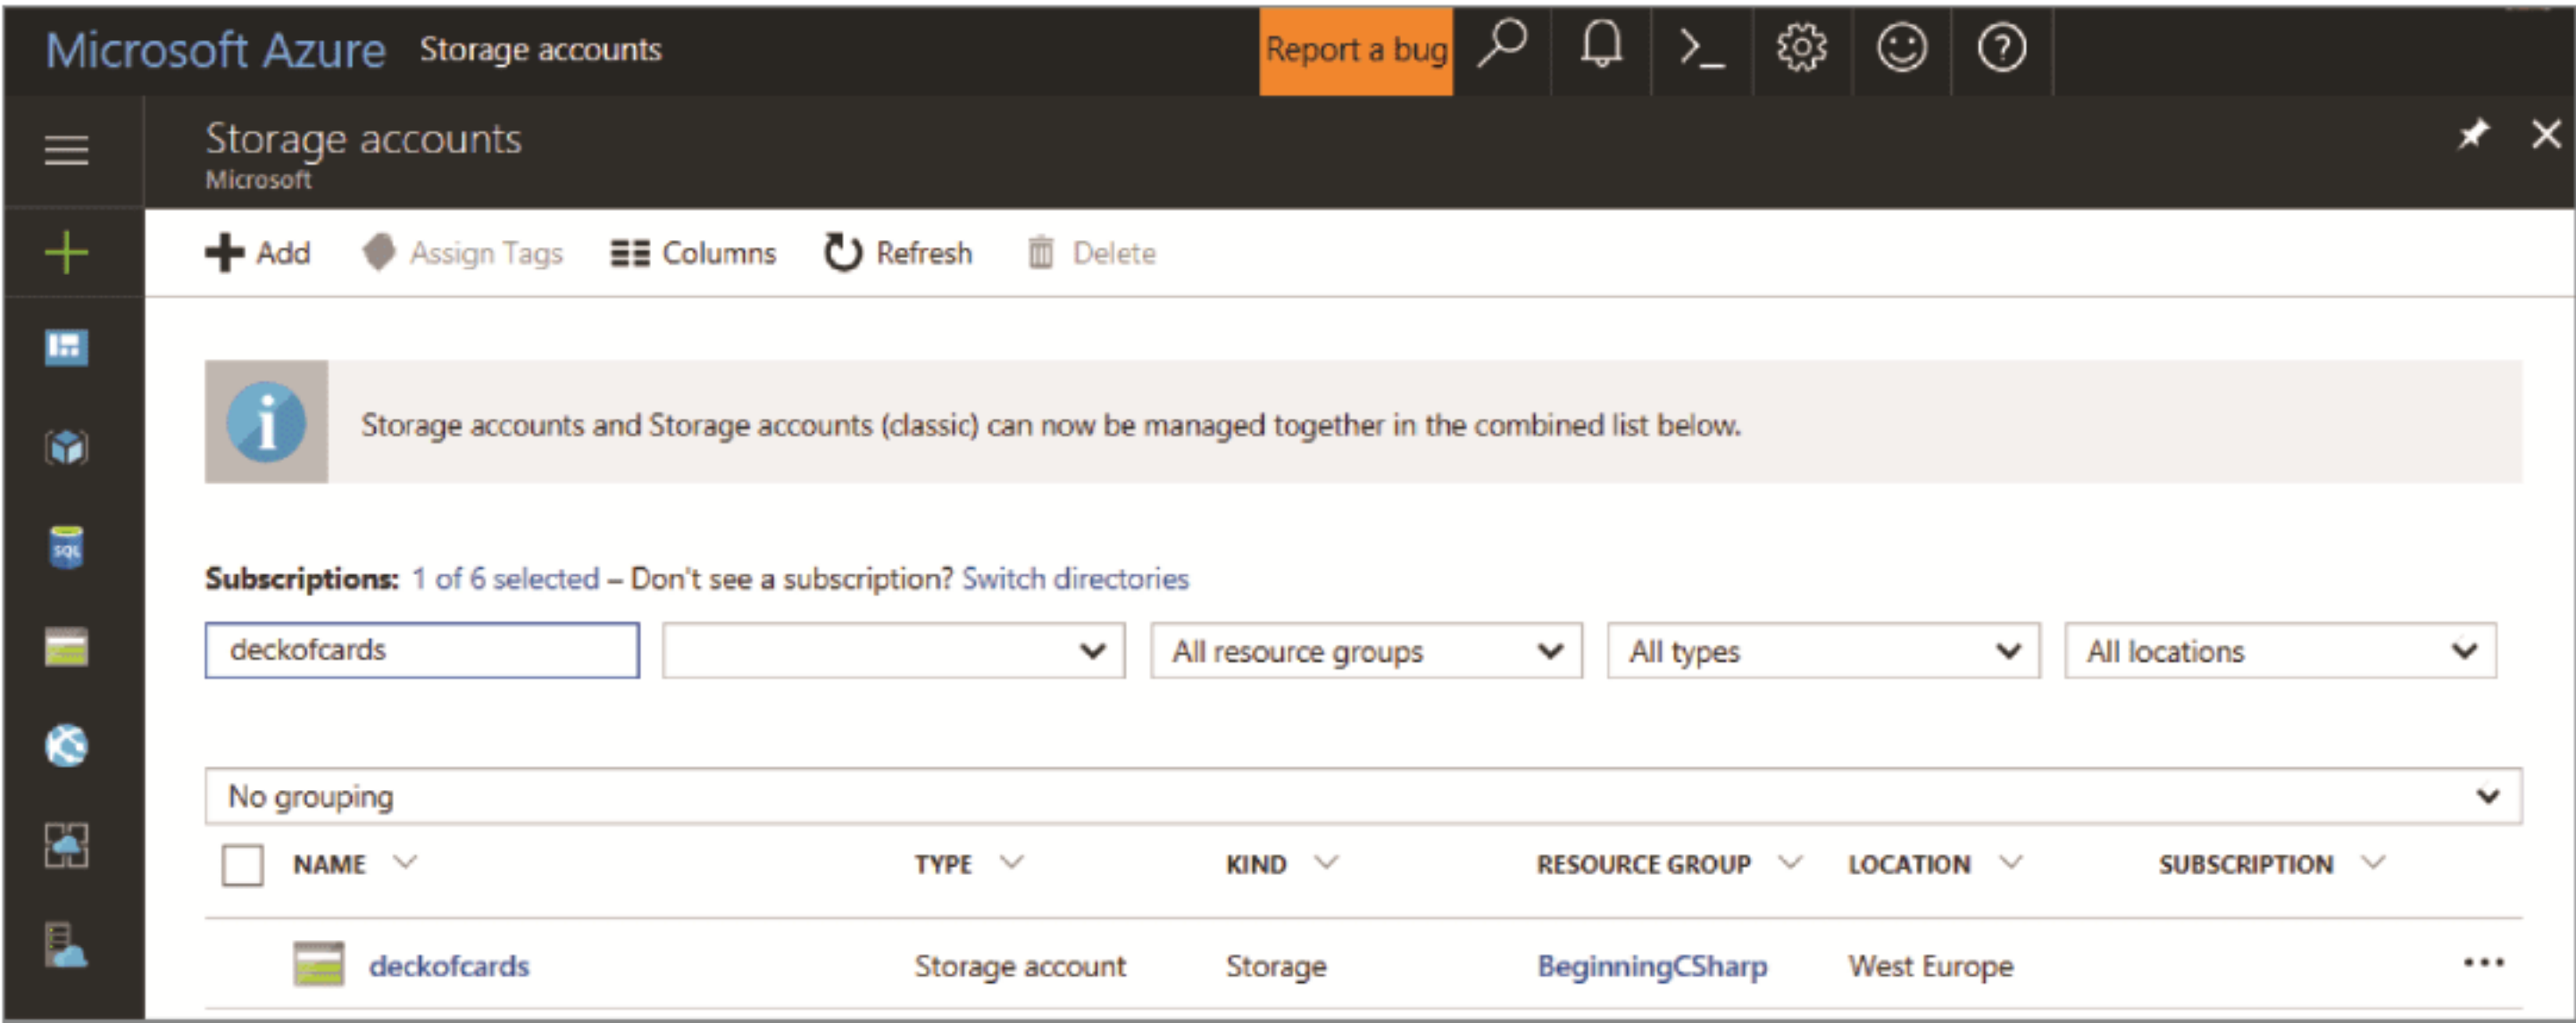 Microsoft Azure Storage accounts Report a bug
Storage accounts
Microsoft
Add Assign Tags Columns Refresh Delete
Storage accounts and Storage accounts (classic) can now be managed together in the combined list below.
SQL
Subscriptions: 1 of 6 selected – Don't see a subscription? Switch directories
deckofcards All resource groups All types All locations
No grouping
NAME TYPE KIND RESOURCE GROUP LOCATION SUBSCRIPTION
deckofcards Storage account Storage BeginningCSharp West Europe